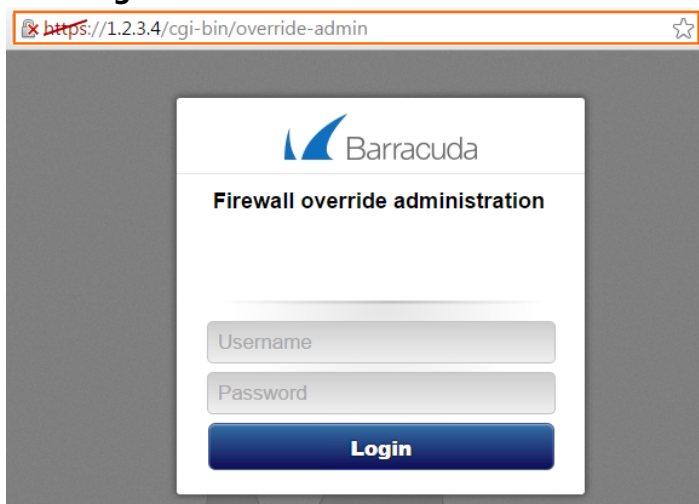 https://1.2.3.4/cgi-bin/override-admin
Barracuda
Firewall override administration
Username
Password
Login